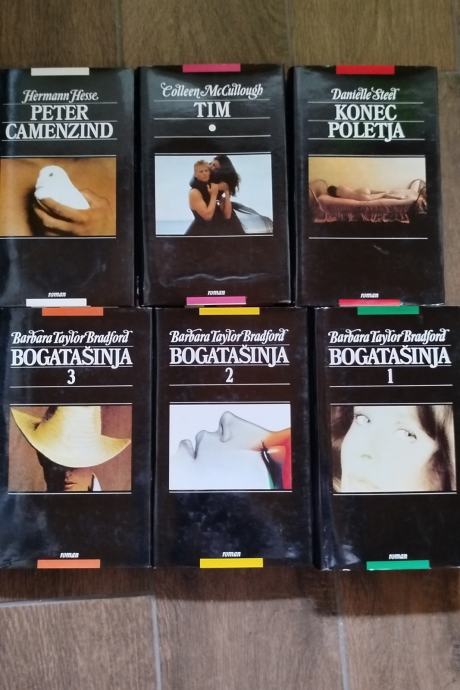 Hermann Hesse
PETER
CAMENZIND
roman
Colleen McCullough
TIM
roman
Danielle Steel
KONEC
POLETJA
roman
Barbara Taylor Bradford
BOGATAŠINJA
3
roman
Barbara Taylor Bradford
BOGATAŠINJA
2
roman
Barbara Taylor Bradford
BOGATAŠINJA
1
roman